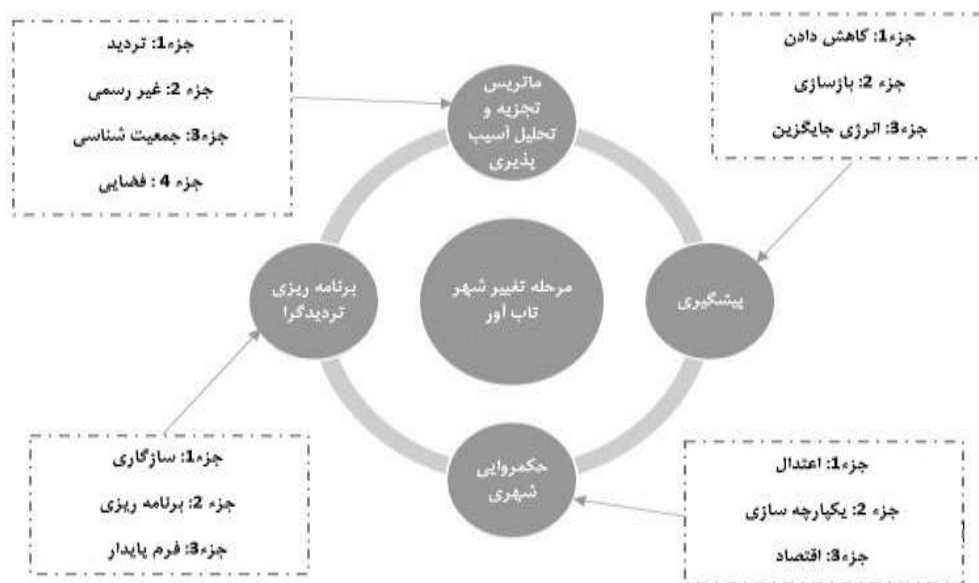 جزء1: کاهش دادن
جزء 2: بازسازی
جزء3: انرژی جایگزین
جزء1: تردید
جزء 2: غیر رسمی
جزء3: جمعیت شناسی
جزء 4 : فضایی
ماتریس
تجزیه و
تحلیل آسیب
پذیری
پیشگیری
مرحله تغییر شهر
تاب آور
برنامه ریزی
تردیدگرا
حکمروایی
شهری
جزء1: اعتدال
جزء 2: یکپارچه سازی
جزء3: اقتصاد
جزء1: سازگاری
جزء 2: برنامه ریزی
جزء3: فرم پایدار